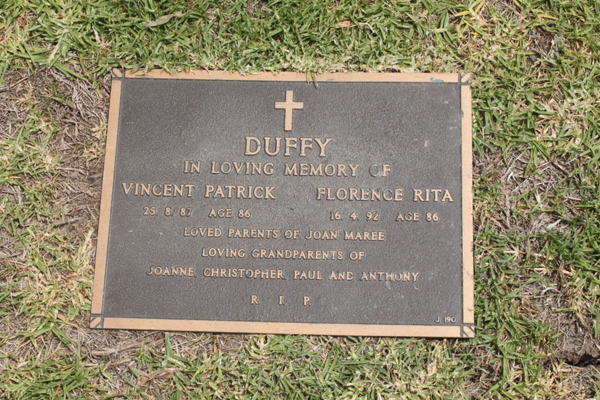 DUFFY
IN LOVING MEMORY OF
VINCENT PATRICK FLORENCE RITA
25. 8. 87 AGE 86. 16. 4. 92 AGE 86
LOVED PARENTS OF JOAN MAREE
LOVING GRANDPARENTS OF
JOANNE, CHRISTOPHER, PAUL AND ANTHONY
R. I. P.
J. 190